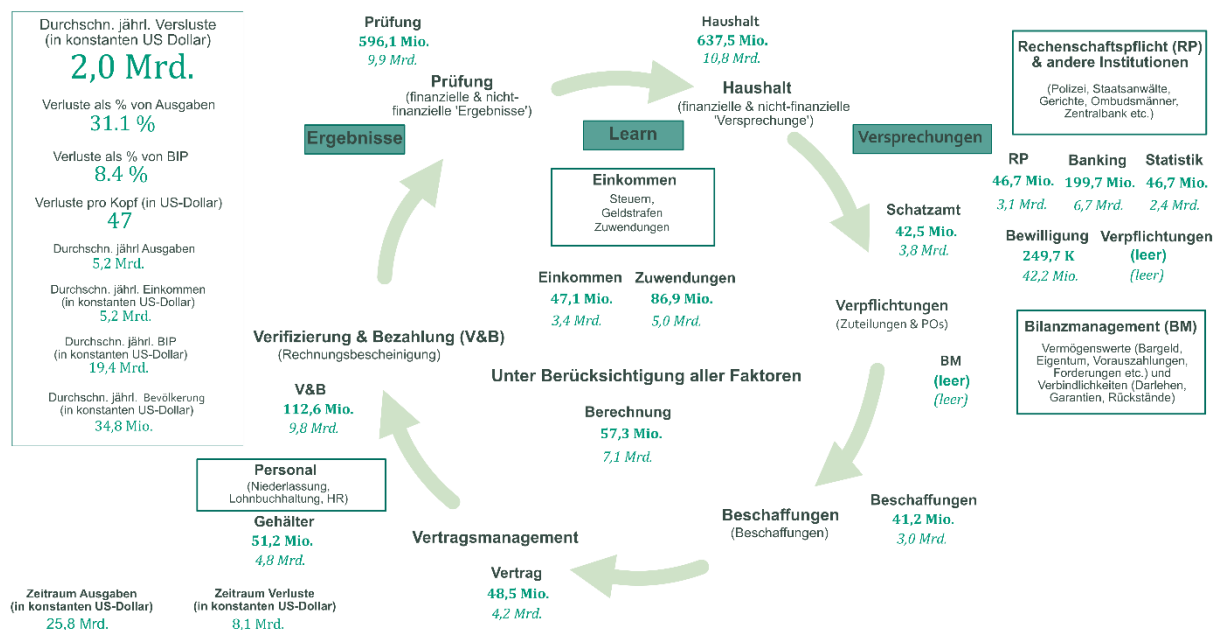 Durchschn. jährl. Versluste
(in konstanten US Dollar)
2,0 Mrd.
Verluste als % von Ausgaben
31.1 %
Verluste als % von BIP
8.4 %
Verluste pro Kopf (in US-Dollar)
47
Durchschn. jährl Ausgaben
5,2 Mrd.
Durchschn. jährl. Einkommen
(in konstanten US-Dollar)
5,2 Mrd.
Durchschn. jährl. BIP
(in konstanten US-Dollar)
19,4 Mrd.
Durchschn. jährl. Bevölkerung
(in konstanten US-Dollar)
34,8 Mio.
Prüfung
596,1 Mio.
9,9 Mrd.
Prüfung
(finanzielle & nicht-
finanzielle 'Ergebnisse')
Haushalt
637,5 Mio.
10,8 Mrd.
Haushalt
(finanzielle & nicht-finanzielle
'Versprechunge')
Ergebnisse
Learn
Versprechungen
Rechenschaftspflicht (RP)
& andere Institutionen
(Polizei, Staatsanwälte,
Gerichte, Ombudsmänner,
Zentralbank etc.)
RP
46,7 Mio.
3,1 Mrd.
Banking
199,7 Mio.
6,7 Mrd.
Statistik
46,7 Mio.
2,4 Mrd.
Bewilligung
249,7 K
42,2 Mio.
Verpflichtungen
(leer)
(leer)
Einkommen
Steuern,
Geldstrafen
Zuwendungen
Einkommen
47,1 Mio.
3,4 Mrd.
Zuwendungen
86,9 Mio.
5,0 Mrd.
Schatzamt
42,5 Mio.
3,8 Mrd.
Verpflichtungen
(Zuteilungen & POs)
BM
(leer)
(leer)
Bilanzmanagement (BM)
Vermögenswerte (Bargeld,
Eigentum, Vorauszahlungen,
Forderungen etc.) und
Verbindlichkeiten (Darlehen,
Garantien, Rückstände)
Verifizierung & Bezahlung (V&B)
(Rechnungsbescheinigung)
V&B
112,6 Mio.
9,8 Mrd.
Unter Berücksichtigung aller Faktoren
Berechnung
57,3 Mio.
7,1 Mrd.
Personal
(Niederlassung,
Lohnbuchhaltung, HR)
Gehälter
51,2 Mio.
4,8 Mrd.
Vertragsmanagement
Vertrag
48,5 Mio.
4,2 Mrd.
Beschaffungen
(Beschaffungen)
Beschaffungen
41,2 Mio.
3,0 Mrd.
Zeitraum Ausgaben
(in konstanten US-Dollar)
25,8 Mrd.
Zeitraum Verluste
(in konstanten US-Dollar)
8,1 Mrd.